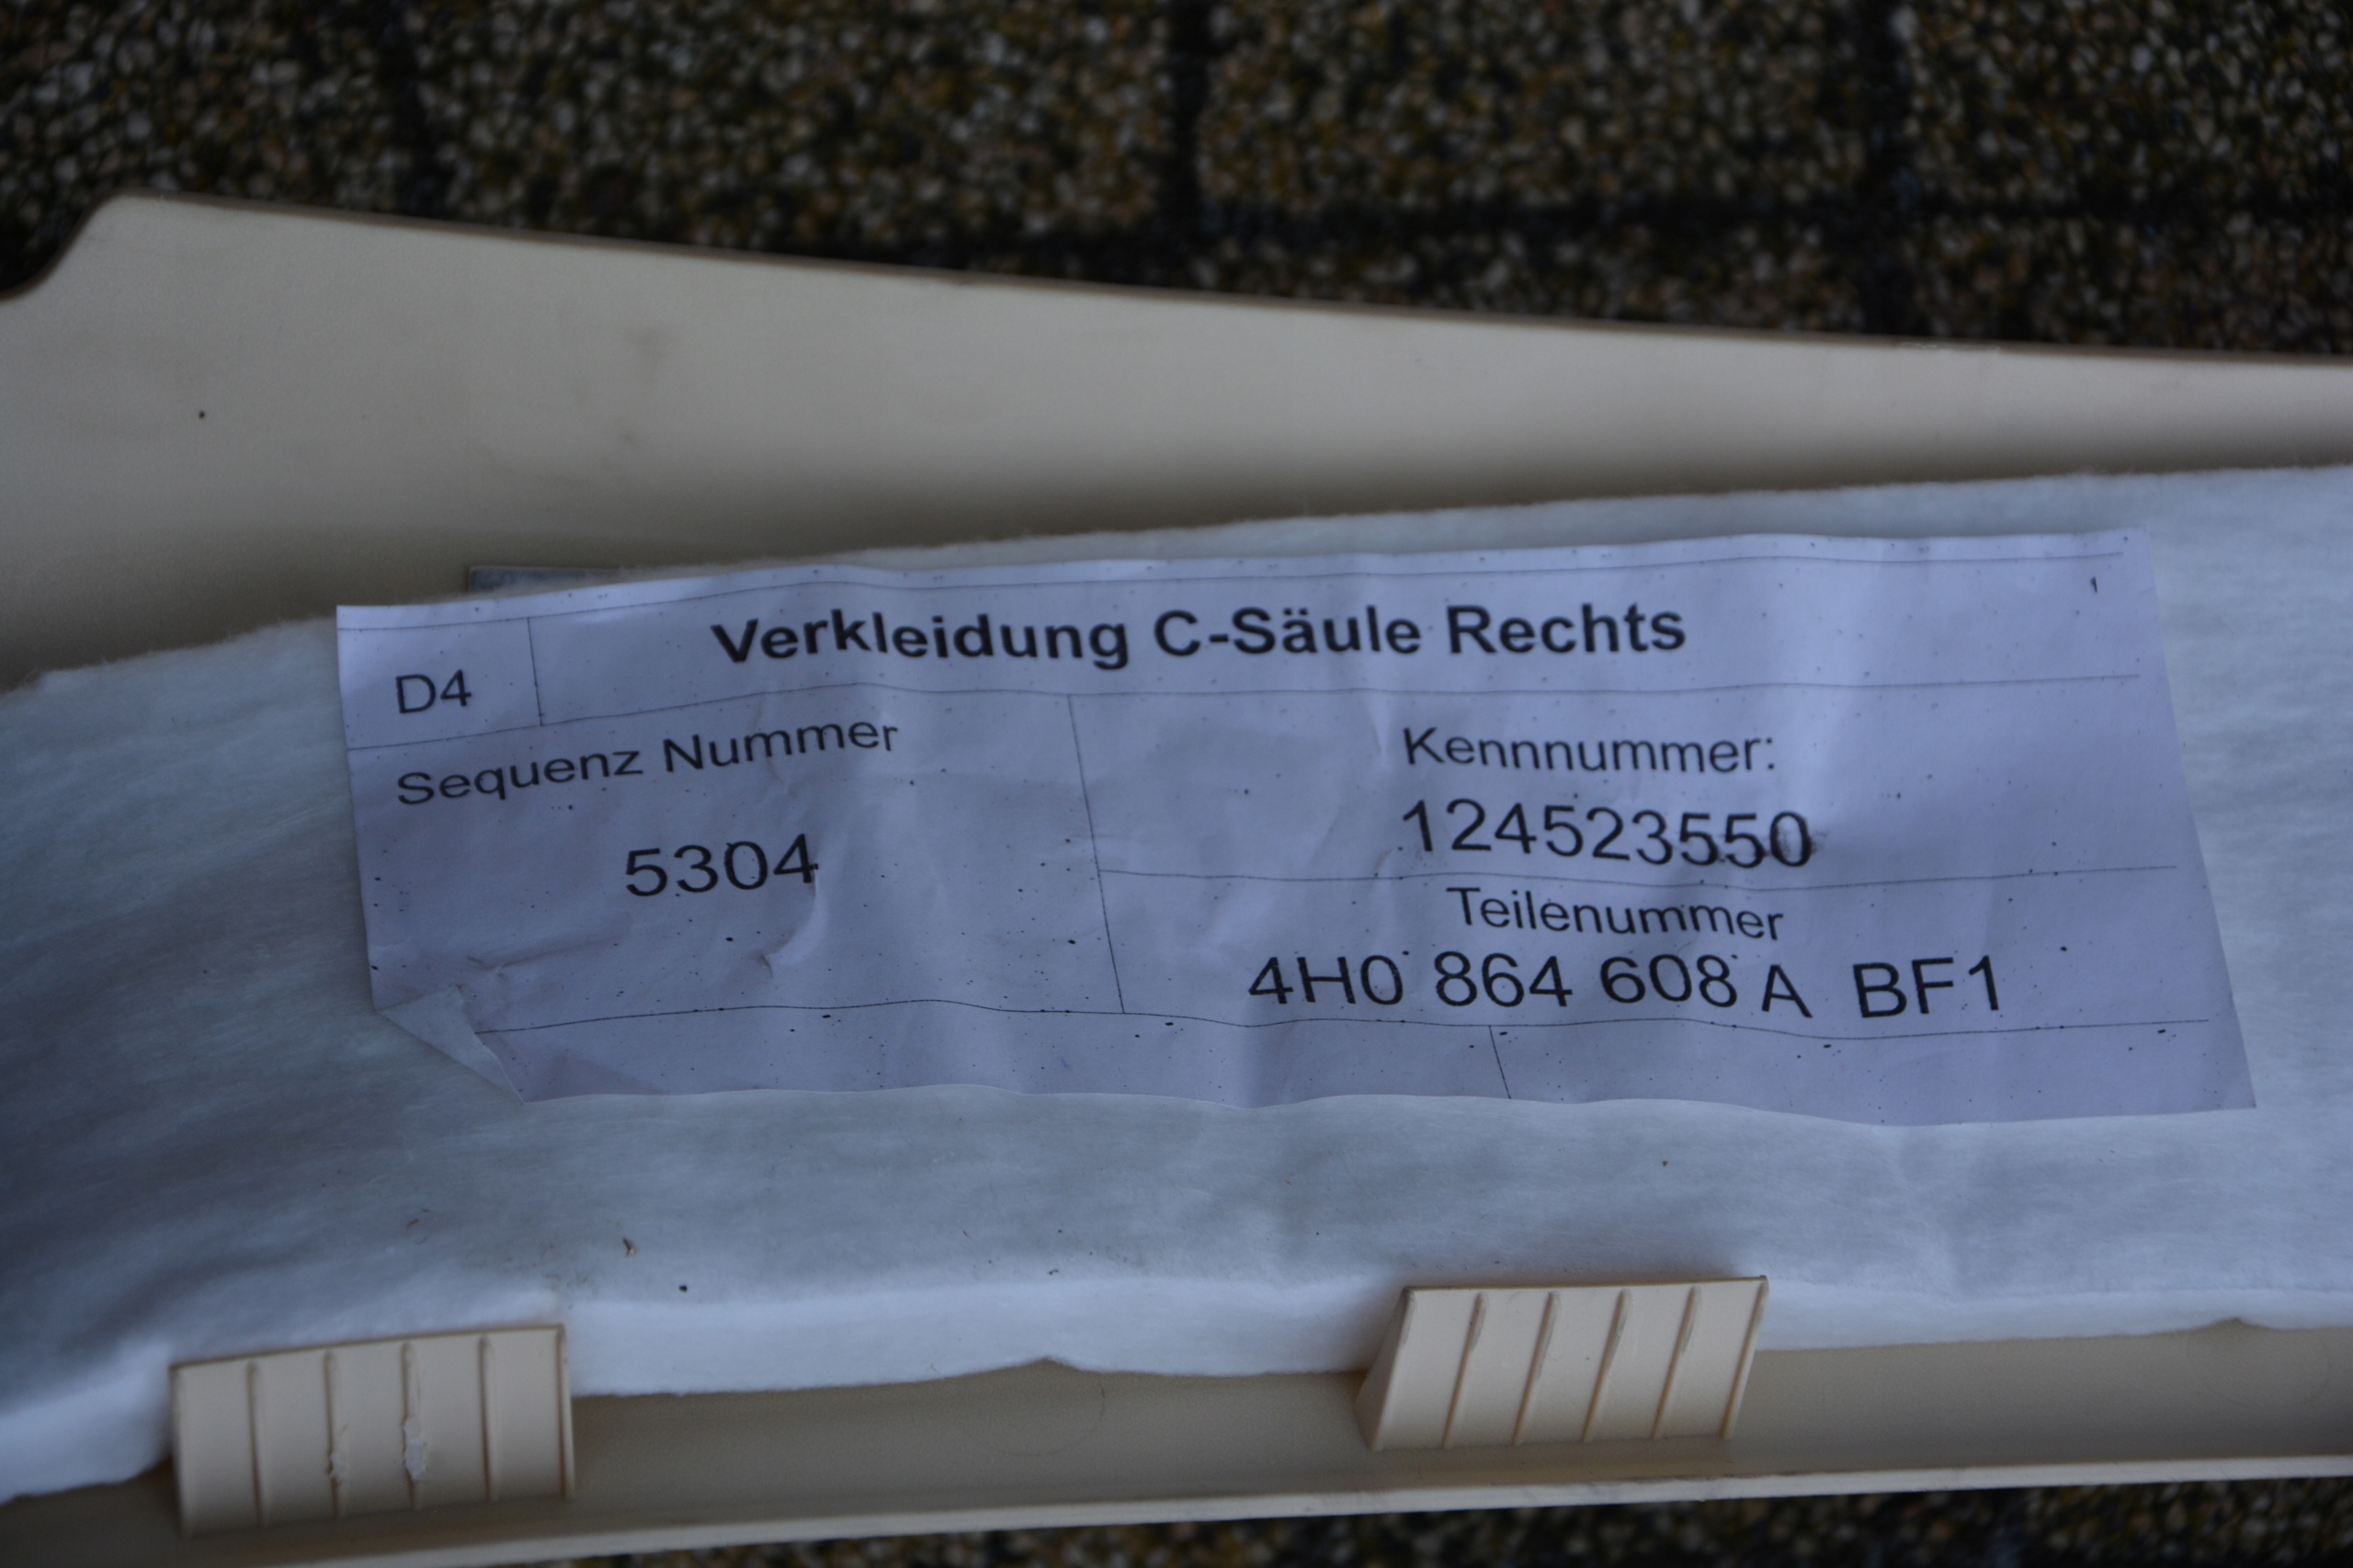 D4
Verkleidung C-Säule Rechts
Sequenz Nummer
5304
Kennnummer:
124523550
Teilenummer
4H0 864 608 A BF1